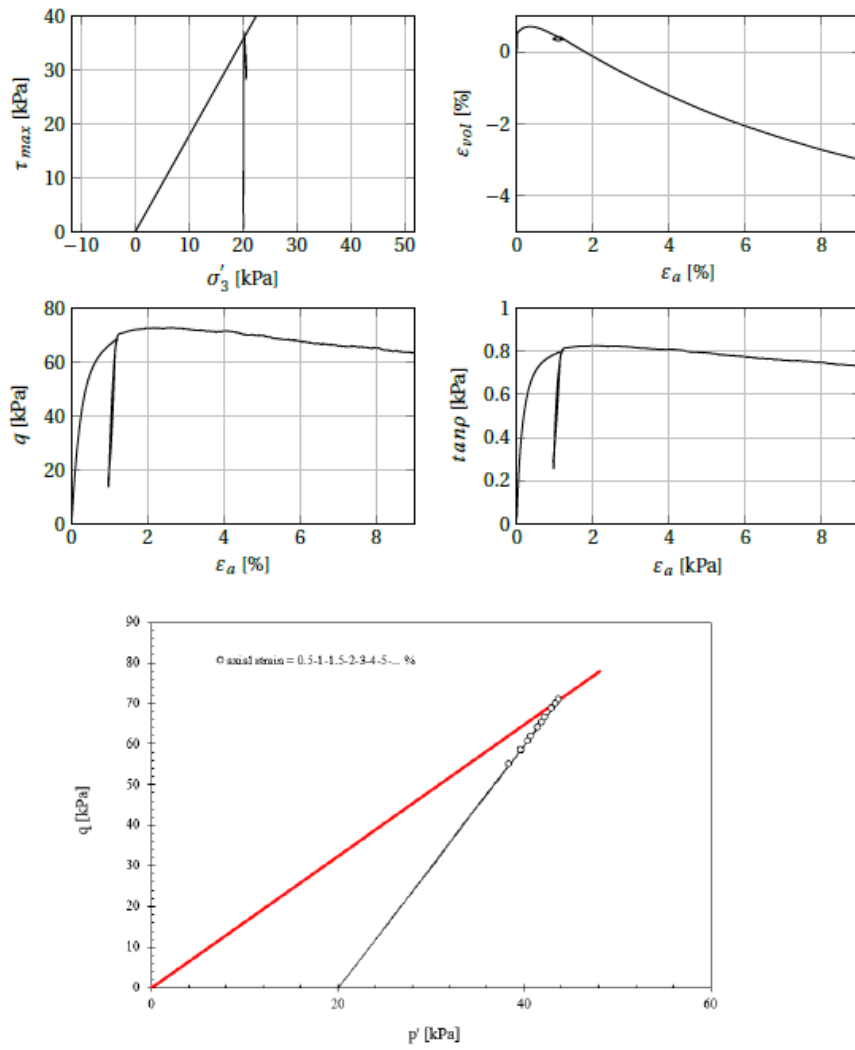 40
30
20
10
0
−10 0 10 20 30 40 50
τmax [kPa]
σ′3 [kPa]
0
−2
−4
0 2 4 6 8
εvol [%]
εa [%]
80
60
40
20
0
0 2 4 6 8
q [kPa]
εa [%]
1
0.8
0.6
0.4
0.2
0
0 2 4 6 8
tanρ [kPa]
εa [kPa]
90
80
70
60
50
40
30
20
10
0
0 20 40 60
axial strain = 0.5-1-1.5-2-3-4-5-... %
q [kPa]
p' [kPa]